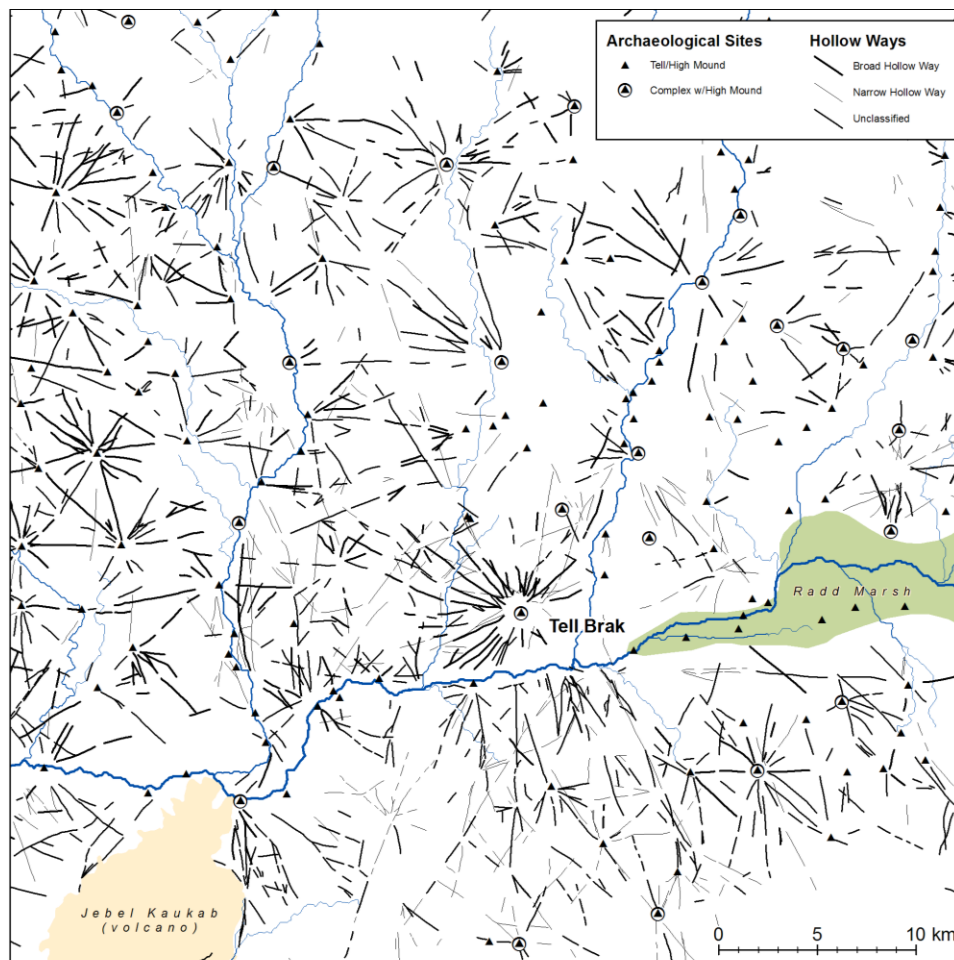 Archaeological Sites
Tell/High Mound
Complex w/High Mound
Hollow Ways
Broad Hollow Way
Narrow Hollow Way
Unclassified
Radd Marsh
Tell Brak
Jebel Kaukab
(volcano)
0 5 10 km